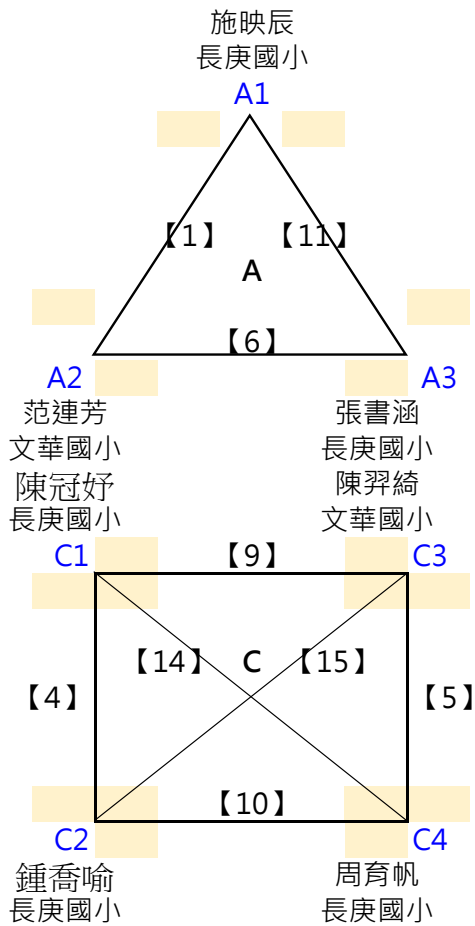 施映辰
長庚國小
A1
【1】 【11】
A
【6】
A2 A3
范連芳 張書涵
文華國小 長庚國小
陳冠妤 陳羿綺
長庚國小 文華國小
C1 【9】 C3
【14】 C 【15】
【4】 【5】
【10】
C2 C4
鍾喬喻 周育帆
長庚國小 長庚國小